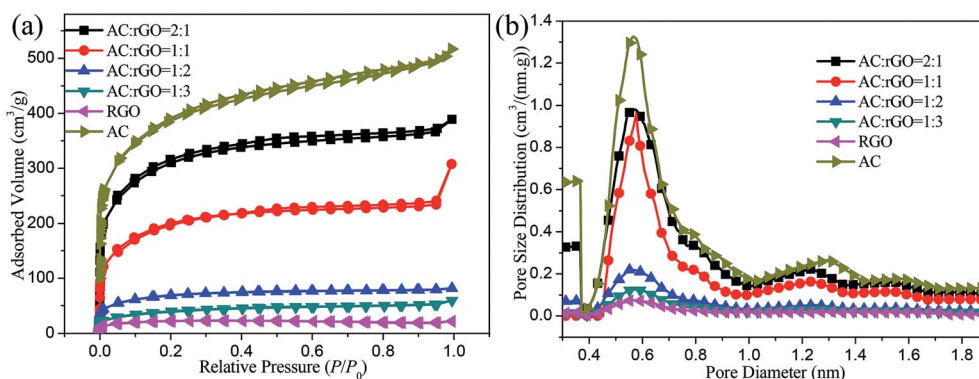 (a)
AC:rGO=2:1
AC:rGO=1:1
AC:rGO=1:2
AC:rGO=1:3
RGO
AC
500
400
300
200
100
0
0.0 0.2 0.4 0.6 0.8 1.0
Adsorbed Volume (cm³/g)
Relative Pressure (P/P₀)
(b)
AC:rGO=2:1
AC:rGO=1:1
AC:rGO=1:2
AC:rGO=1:3
RGO
AC
1.4
1.2
1.0
0.8
0.6
0.4
0.2
0.0
0.4 0.6 0.8 1.0 1.2 1.4 1.6 1.8
Pore Size Distribution (cm³/(nm.g)
Pore Diameter (nm)